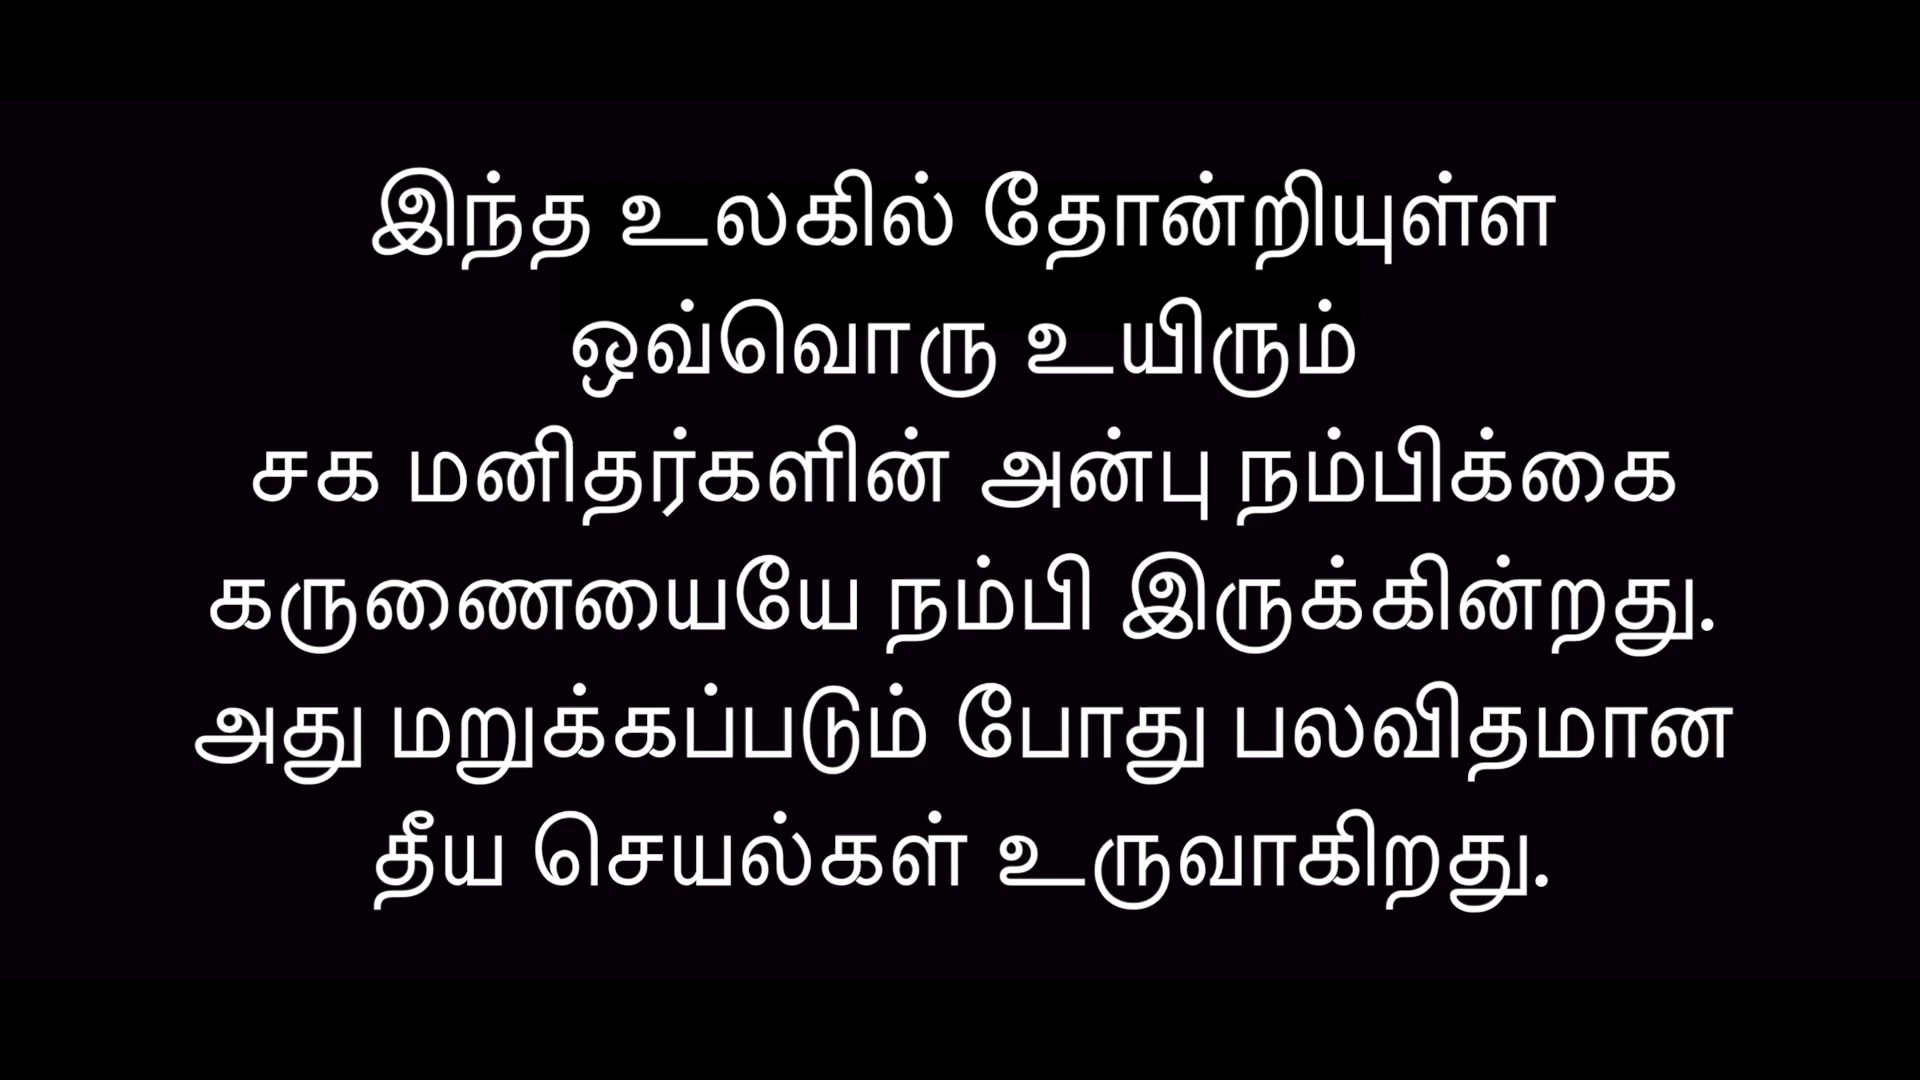 இந்த உலகில் தோன்றியுள்ள
ஒவ்வொரு உயிரும்
சக மனிதர்களின் அன்பு நம்பிக்கை
கருணையையே நம்பி இருக்கின்றது.
அது மறுக்கப்படும் போது பலவிதமான
தீய செயல்கள் உருவாகிறது.